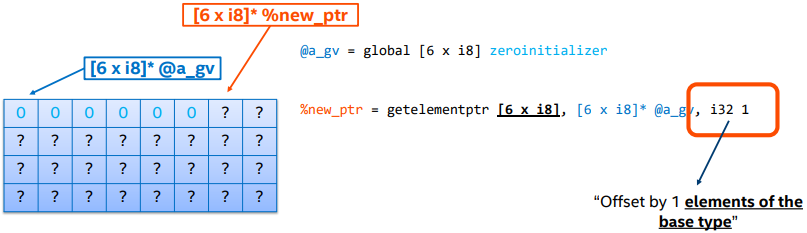 [6 x i8]* %new_ptr
@a_gv = global [6 x i8] zeroinitializer
[6 x i8]* @a_gv
0 0 0 0 0 0 ? ?
? ? ? ? ? ? ? ?
? ? ? ? ? ? ? ?
? ? ? ? ? ? ? ?
%new_ptr = getelementptr [6 x i8], [6 x i8]* @a_gv, i32 1
“Offset by 1 elements of the
base type”